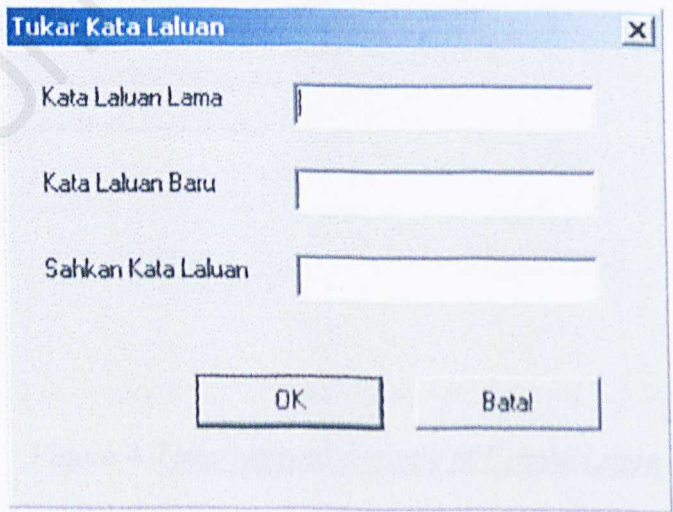 Tukar Kata Laluan
Kata Laluan Lama
Kata Laluan Baru
Sahkan Kata Laluan
OK Batal